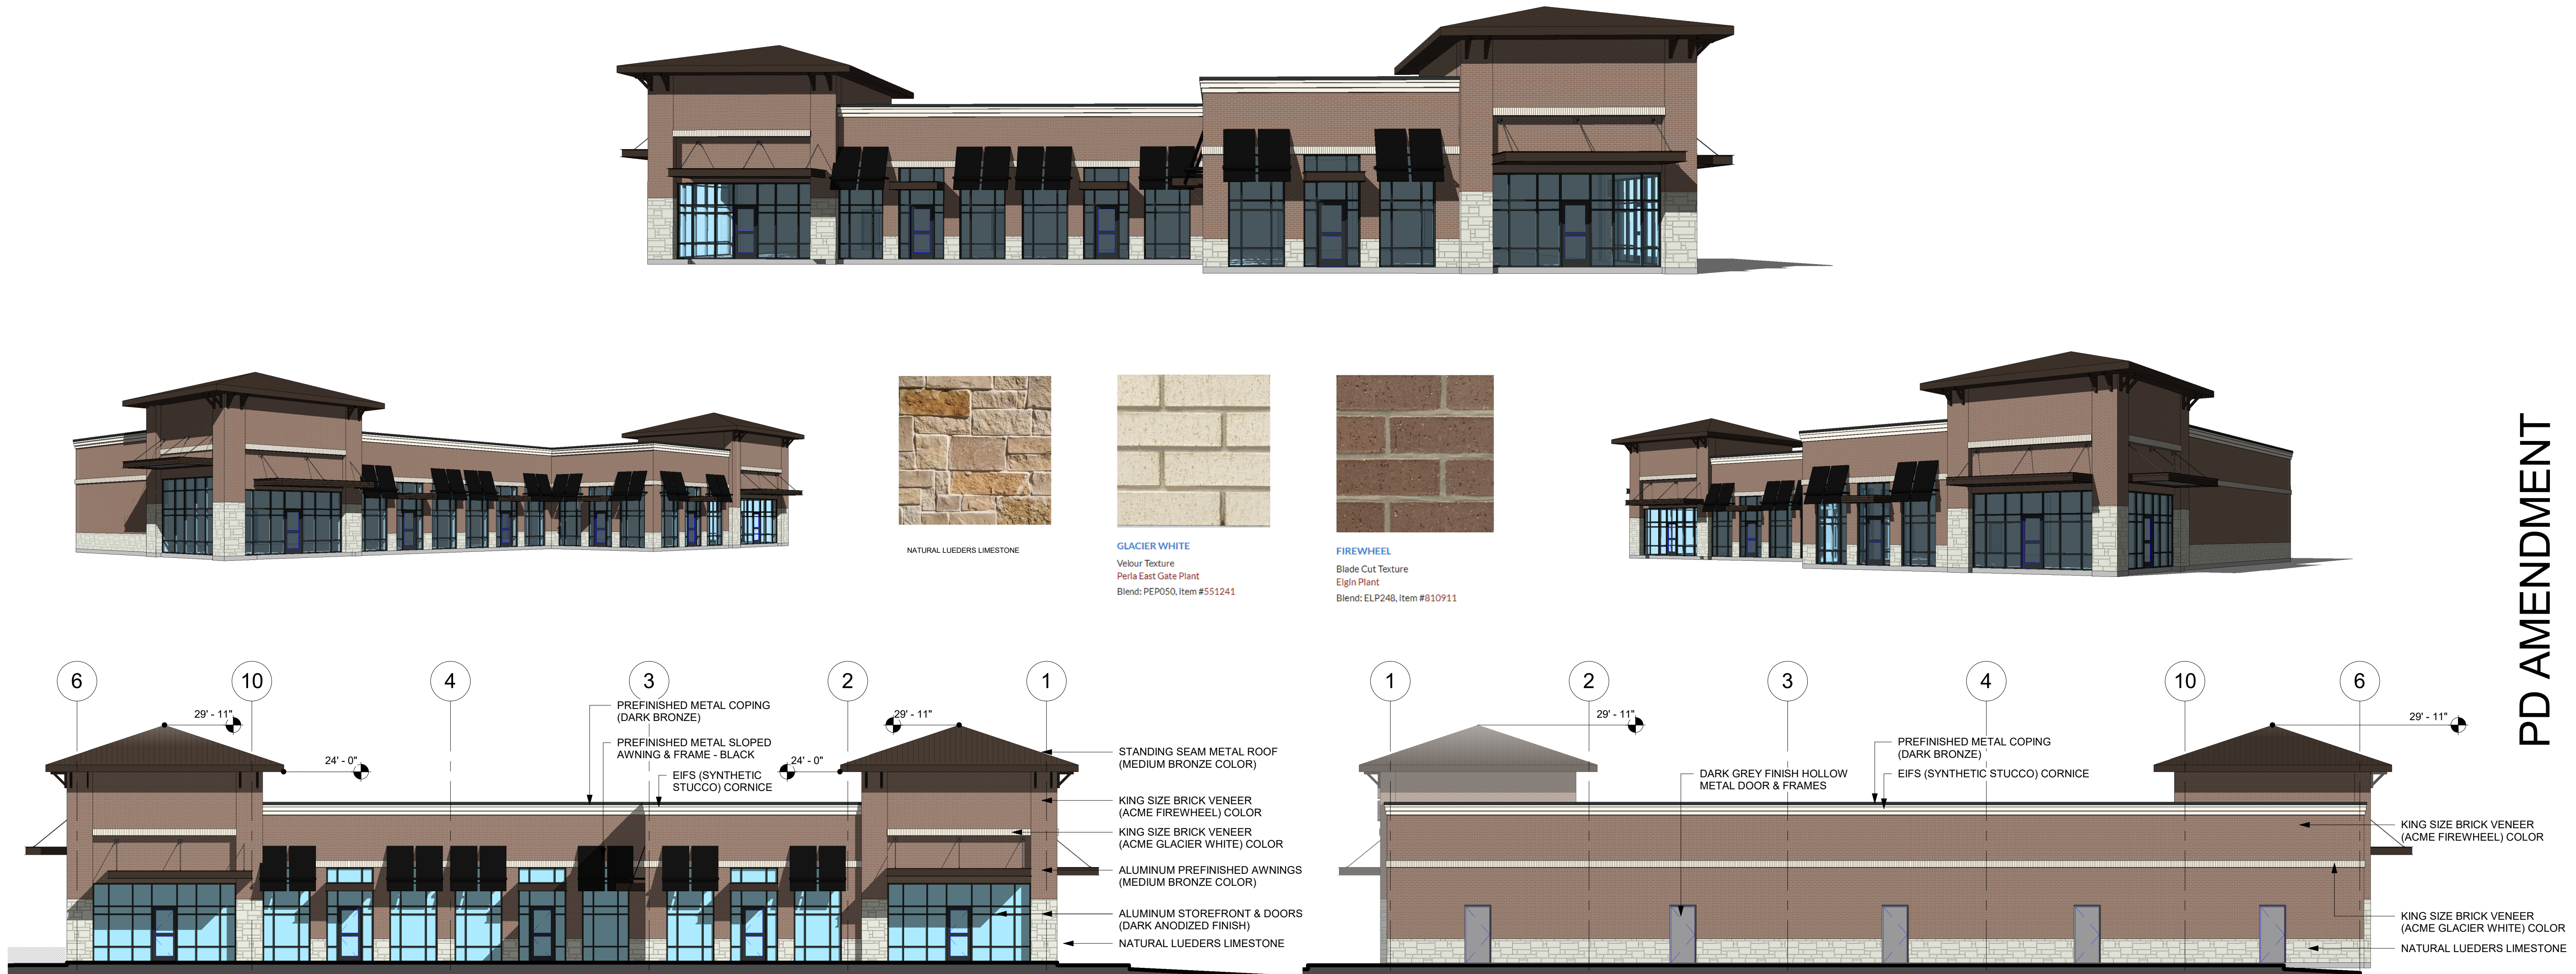 NATURAL LUEDERS LIMESTONE
GLACIER WHITE
Velour Texture
Perla East Gate Plant
Blend: PEP050, Item #551241
FIREWHEEL
Blade Cut Texture
Elgin Plant
Blend: ELP248, Item #810911
PD AMENDMENT
6
10
4
3
2
1
29' - 11"
24' - 0"
PREFINISHED METAL COPING
(DARK BRONZE)
PREFINISHED METAL SLOPED
AWNING & FRAME - BLACK
EIFS (SYNTHETIC
STUCCO) CORNICE
29' - 11"
24' - 0"
STANDING SEAM METAL ROOF
(MEDIUM BRONZE COLOR)
KING SIZE BRICK VENEER
(ACME FIREWHEEL) COLOR
KING SIZE BRICK VENEER
(ACME GLACIER WHITE) COLOR
ALUMINUM PREFINISHED AWNINGS
(MEDIUM BRONZE COLOR)
ALUMINUM STOREFRONT & DOORS
(DARK ANODIZED FINISH)
NATURAL LUEDERS LIMESTONE
1
2
3
4
10
6
29' - 11"
29' - 11"
DARK GREY FINISH HOLLOW
METAL DOOR & FRAMES
PREFINISHED METAL COPING
(DARK BRONZE)
EIFS (SYNTHETIC STUCCO) CORNICE
KING SIZE BRICK VENEER
(ACME FIREWHEEL) COLOR
KING SIZE BRICK VENEER
(ACME GLACIER WHITE) COLOR
NATURAL LUEDERS LIMESTONE